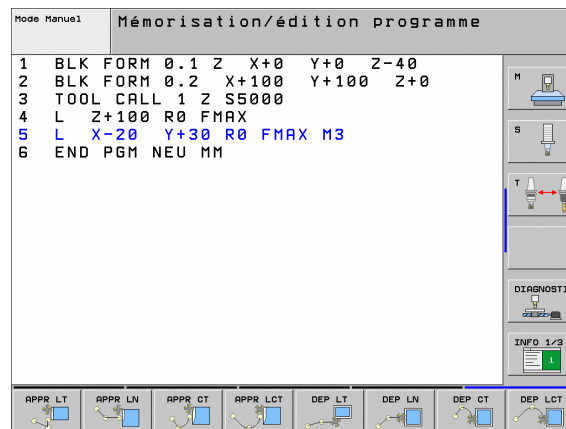 Mode Manuel
Mémorisation/édition programme
1 BLK FORM 0.1 Z X+0 Y+0 Z-40
2 BLK FORM 0.2 X+100 Y+100 Z+0
3 TOOL CALL 1 Z S5000
4 L Z+100 R0 FMAX
5 L X-20 Y+30 R0 FMAX M3
6 END PGM NEU MM
M
S
T
DIAGNOSTI
INFO 1/3
APPR LT APPR LN APPR CT APPR LCT DEP LT DEP LN DEP CT DEP LCT